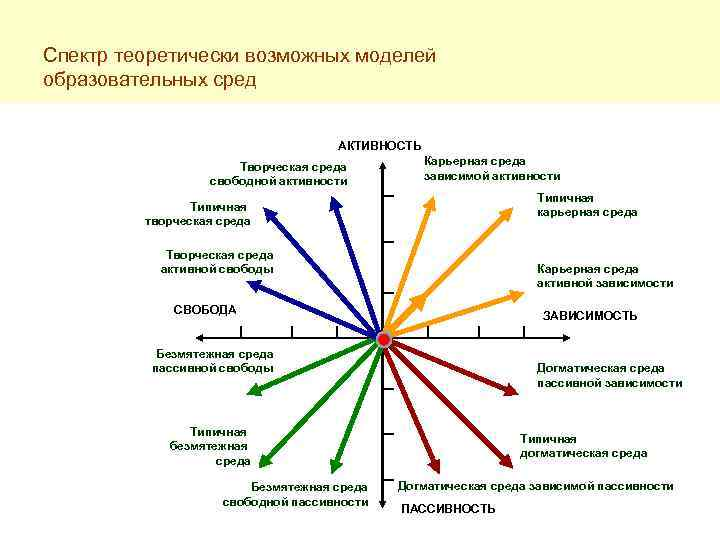 Спектр теоретически возможных моделей
образовательных сред
АКТИВНОСТЬ
Творческая среда
свободной активности
Карьерная среда
зависимой активности
Типичная
творческая среда
Типичная
карьерная среда
Творческая среда
активной свободы
Карьерная среда
активной зависимости
СВОБОДА
ЗАВИСИМОСТЬ
Безмятежная среда
пассивной свободы
Догматическая среда
пассивной зависимости
Типичная
безмятежная
среда
Типичная
догматическая среда
Безмятежная среда
свободной пассивности
Догматическая среда зависимой пассивности
ПАССИВНОСТЬ